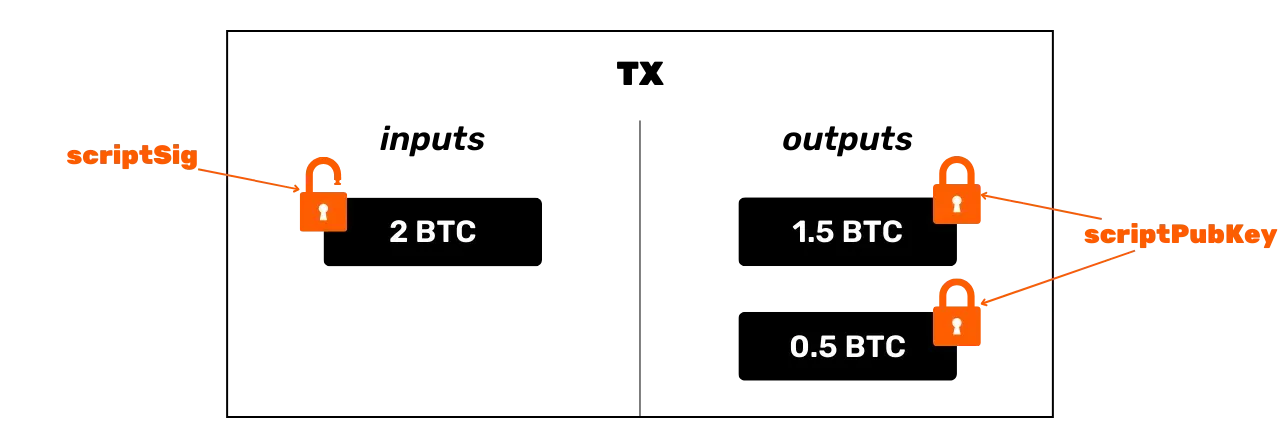 TX
inputs
outputs
scriptSig
2 BTC
1.5 BTC
scriptPubKey
0.5 BTC